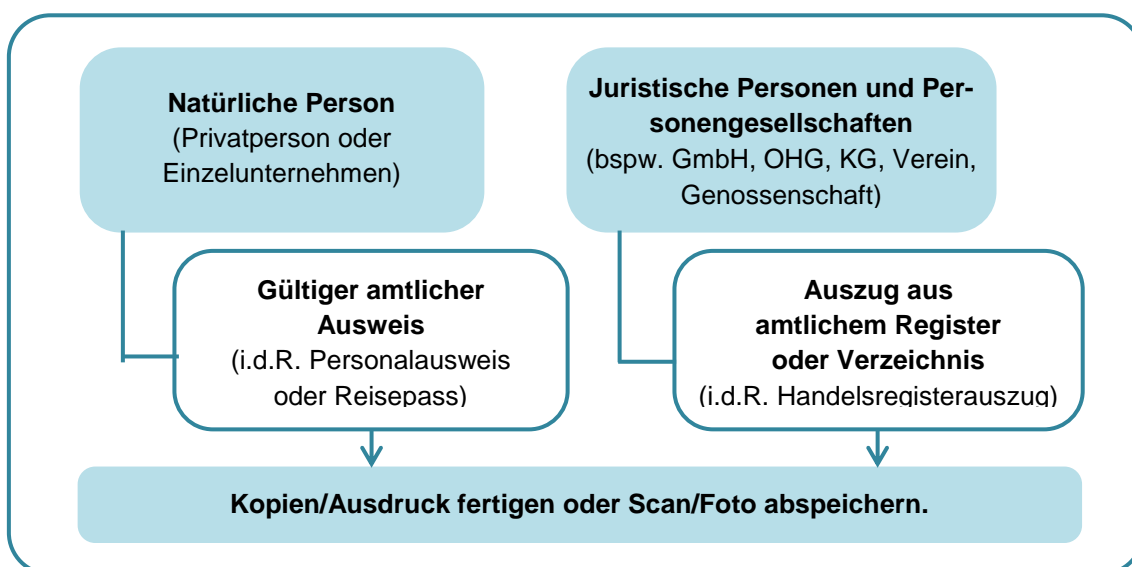 Natürliche Person
(Privatperson oder
Einzelunternehmen)
Juristische Personen und Per-
sonengesellschaften
(bspw. GmbH, OHG, KG, Verein,
Genossenschaft)
Gültiger amtlicher
Ausweis
(i.d.R. Personalausweis
oder Reisepass)
Auszug aus
amtlichem Register
oder Verzeichnis
(i.d.R. Handelsregisterauszug)
Kopien/Ausdruck fertigen oder Scan/Foto abspeichern.